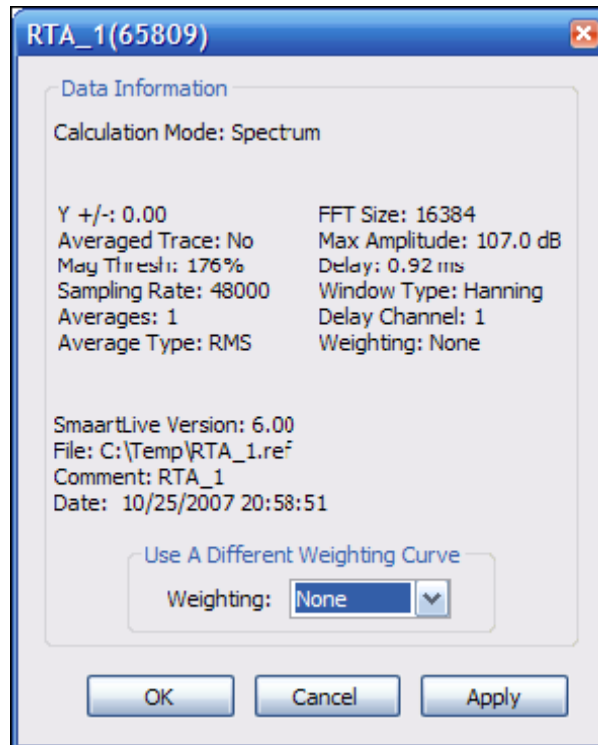 RTA_1(65809)
Data Information
Calculation Mode: Spectrum
Y +/-: 0.00
Averaged Trace: No
Mag Thresh: 176%
Sampling Rate: 48000
Averages: 1
Average Type: RMS
FFT Size: 16384
Max Amplitude: 107.0 dB
Delay: 0.92 ms
Window Type: Hanning
Delay Channel: 1
Weighting: None
SmaartLive Version: 6.00
File: C:\Temp\RTA_1.ref
Comment: RTA_1
Date: 10/25/2007 20:58:51
Use A Different Weighting Curve
Weighting: None
OK
Cancel
Apply